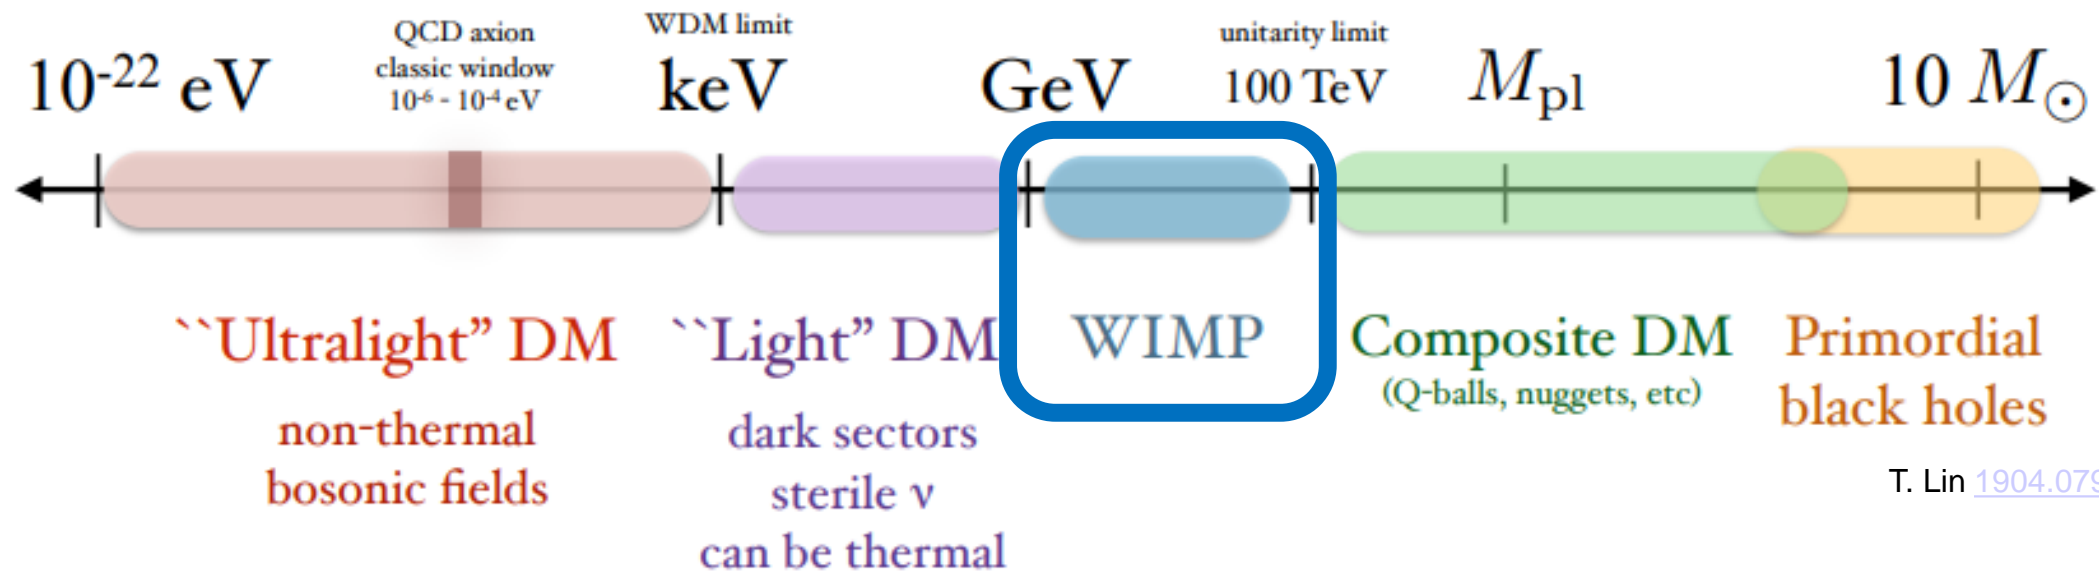 10-22 eV
QCD axion
classic window
10-6 - 10-4 eV
WDM limit
keV
GeV
unitarity limit
100 TeV
Mpl
10 M☉
``Ultralight” DM
non-thermal
bosonic fields
``Light” DM
dark sectors
sterile ν
can be thermal
WIMP
Composite DM
(Q-balls, nuggets, etc)
Primordial
black holes
T. Lin 1904.079